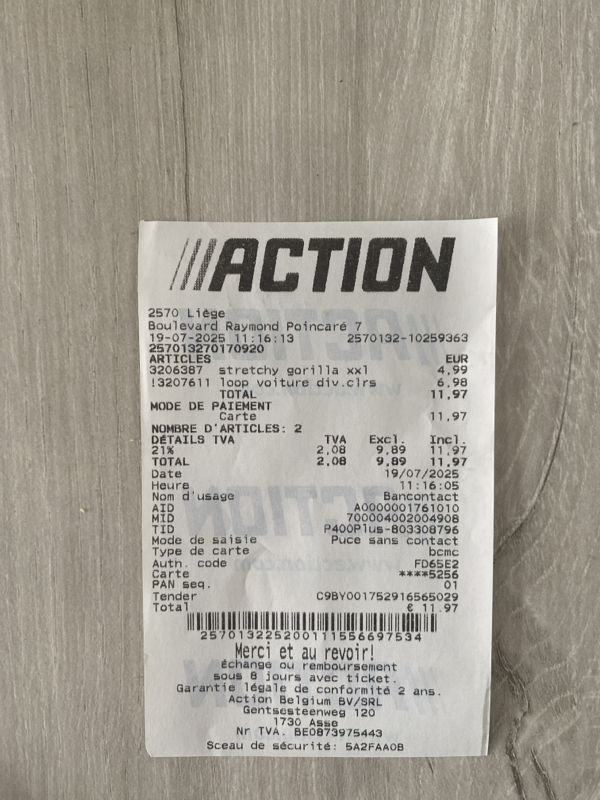 ACTION
2570 Liège
Boulevard Raymond Poincaré 7
19-07-2025 11:16:13 2570132-10259363
257013270170920
ARTICLES EUR
3206387 stretchy gorilla xxl 4,99
!3207611 loop voiture div.clrs 6,98
TOTAL 11,97
MODE DE PAIEMENT
Carte 11,97
NOMBRE D'ARTICLES: 2
DÉTAILS TVA TVA Excl. Incl.
21% 2,08 9,89 11,97
TOTAL 2,08 9,89 11,97
Date 19/07/2025
Heure 11:16:05
Nom d'usage Bancontact
AID A0000001761010
MID 700004002004908
TID P400Plus-803308796
Mode de saisie Puce sans contact
Type de carte bcmc
Auth. code FD65E2
Carte ****5256
PAN seq. 01
Tender C9BY001752916565029
Total € 11.97
257013225200111556697534
Merci et au revoir!
Échange ou remboursement
sous 8 jours avec ticket.
Garantie légale de conformité 2 ans.
Action Belgium BV/SRL
Gentsesteenweg 120
1730 Asse
Nr TVA. BE0873975443
Sceau de sécurité: 5A2FAA0B